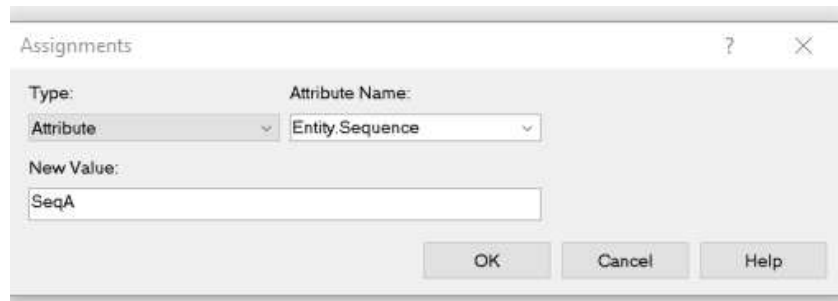 Assignments ? ×
Type: Attribute Name:
Attribute Entity.Sequence
New Value:
SeqA
OK Cancel Help